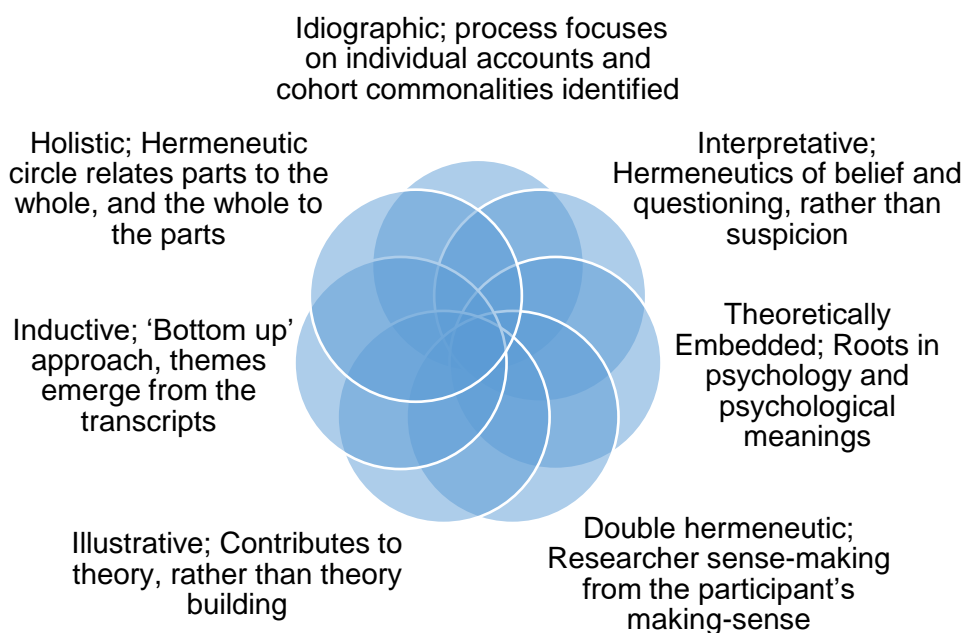 Idiographic; process focuses
on individual accounts and
cohort commonalities identified
Interpretative;
Hermeneutics of belief and
questioning, rather than
suspicion
Theoretically
Embedded; Roots in
psychology and
psychological
meanings
Double hermeneutic;
Researcher sense-making
from the participant’s
making-sense
Illustrative; Contributes to
theory, rather than theory
building
Inductive; ‘Bottom up’
approach, themes
emerge from the
transcripts
Holistic; Hermeneutic
circle relates parts to the
whole, and the whole to
the parts